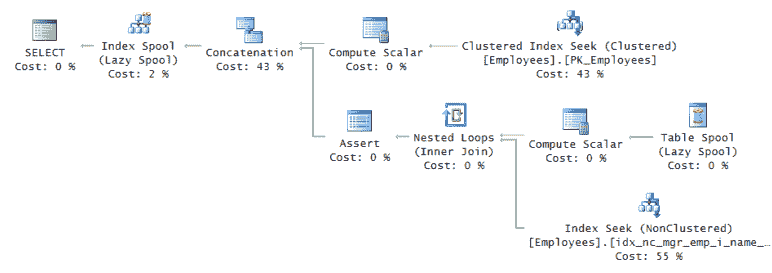 SELECT
Cost: 0 %
Index Spool
(Lazy Spool)
Cost: 2 %
Concatenation
Cost: 43 %
Compute Scalar
Cost: 0 %
Clustered Index Seek (Clustered)
[Employees].[PK_Employees]
Cost: 43 %
Assert
Cost: 0 %
Nested Loops
(Inner Join)
Cost: 0 %
Compute Scalar
Cost: 0 %
Table Spool
(Lazy Spool)
Cost: 0 %
Index Seek (NonClustered)
[Employees].[idx_nc_mgr_emp_i_name_…
Cost: 55 %